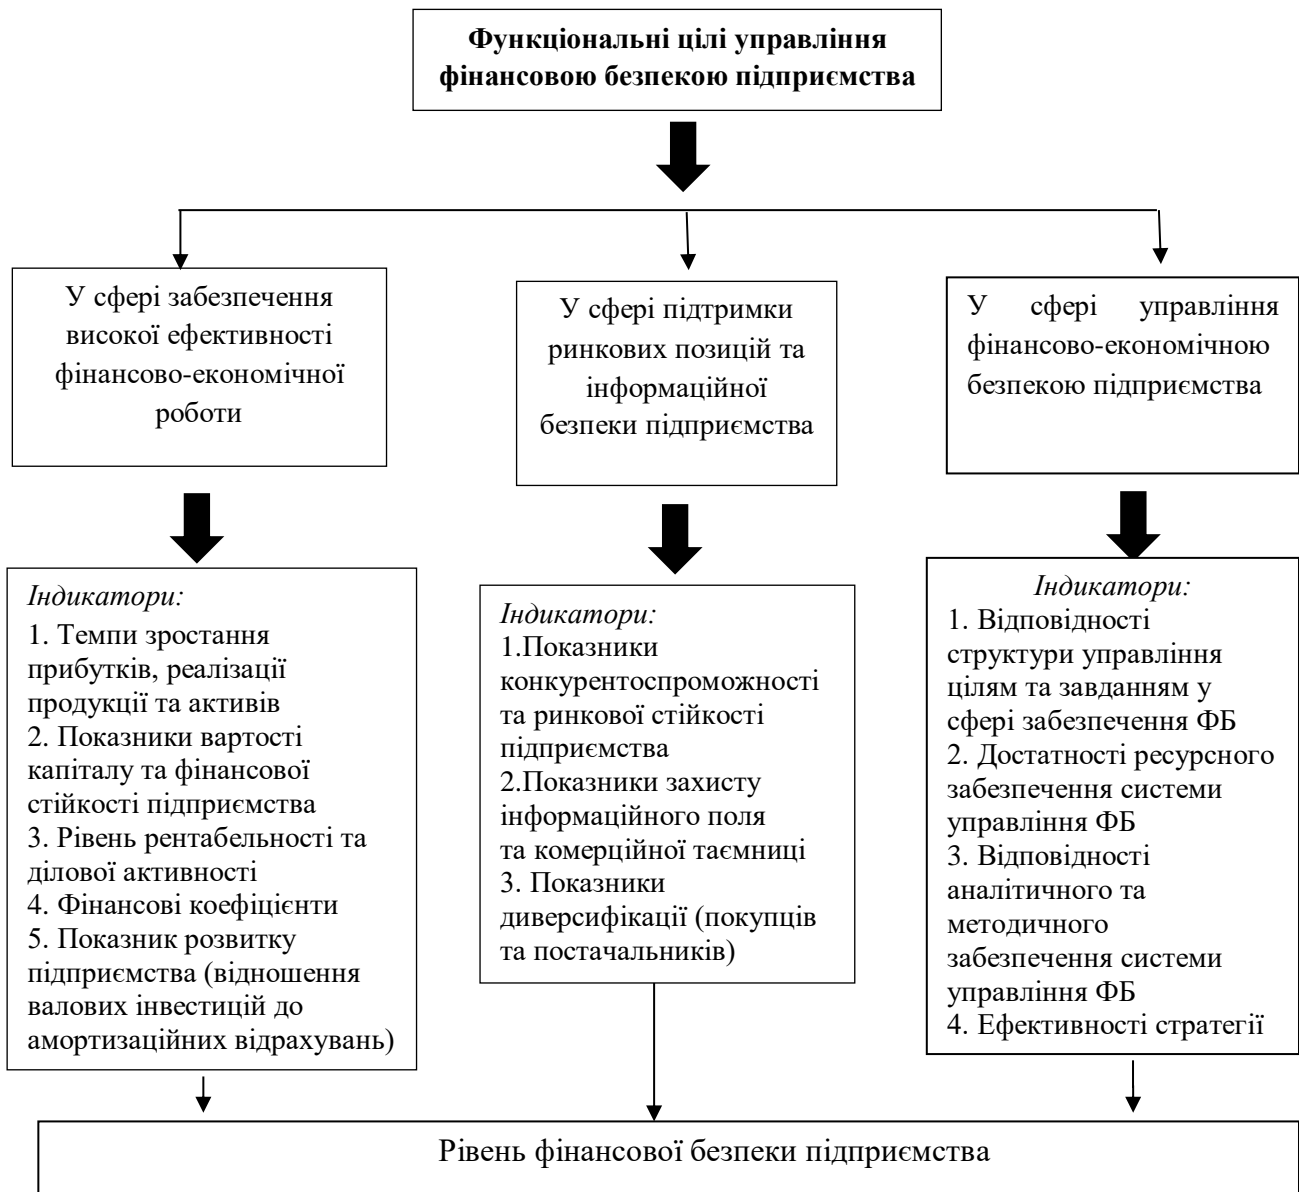 Функціональні цілі управління
фінансовою безпекою підприємства
У сфері забезпечення
високої ефективності
фінансово-економічної
роботи
У сфері підтримки
ринкових позицій та
інформаційної
безпеки підприємства
У сфері управління
фінансово-економічною
безпекою підприємства
Індикатори:
1. Темпи зростання
прибутків, реалізації
продукції та активів
2. Показники вартості
капіталу та фінансової
стійкості підприємства
3. Рівень рентабельності та
ділової активності
4. Фінансові коефіцієнти
5. Показник розвитку
підприємства (відношення
валових інвестицій до
амортизаційних відрахувань)
Індикатори:
1.Показники
конкурентоспроможності
та ринкової стійкості
підприємства
2.Показники захисту
інформаційного поля
та комерційної таємниці
3. Показники
диверсифікації (покупців
та постачальників)
Індикатори:
1. Відповідності
структури управління
цілям та завданням у
сфері забезпечення ФБ
2. Достатності ресурсного
забезпечення системи
управління ФБ
3. Відповідності
аналітичного та
методичного
забезпечення системи
управління ФБ
4. Ефективності стратегії
Рівень фінансової безпеки підприємства